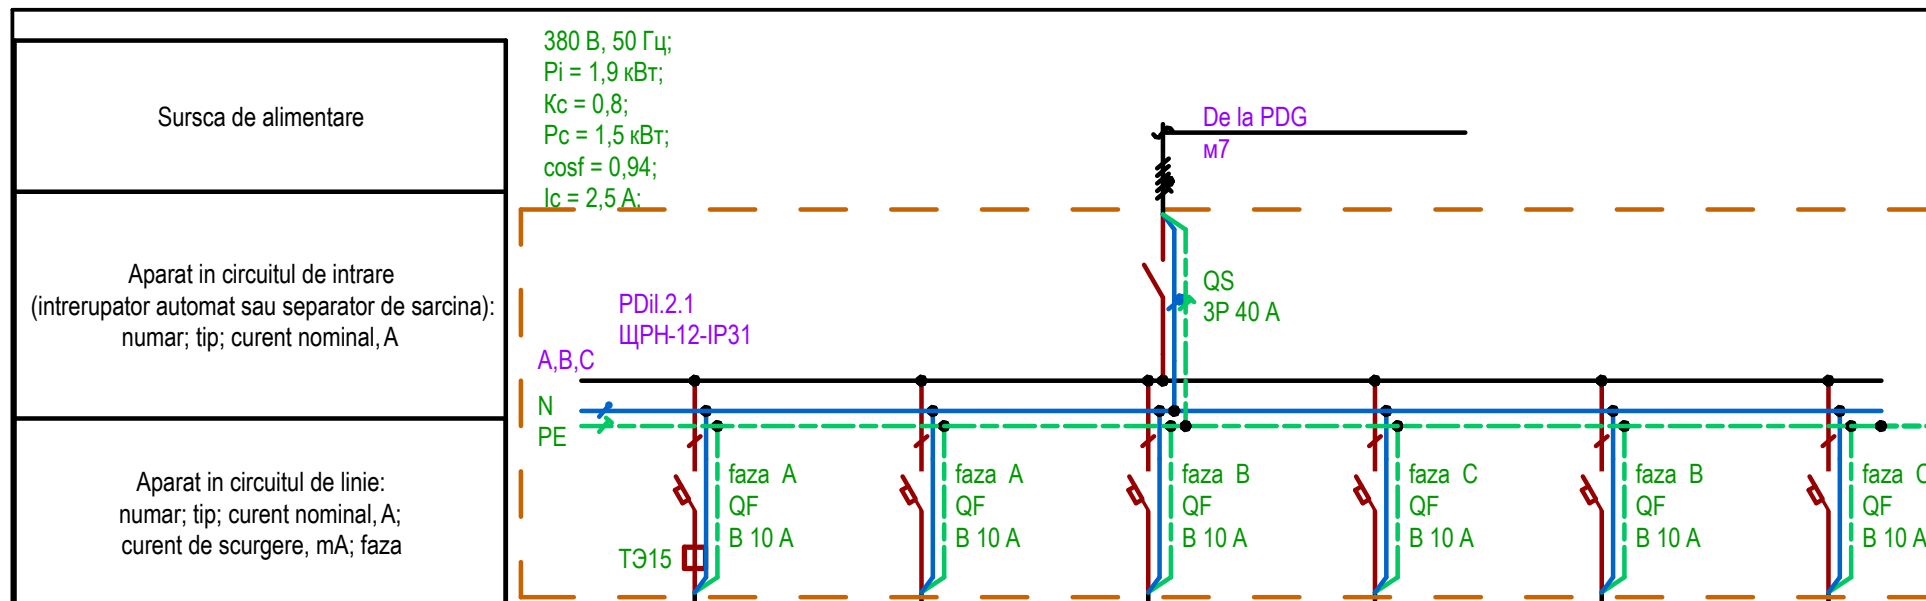 Sursca de alimentare
Aparat in circuitul de intrare
(intrerupator automat sau separator de sarcina):
numar; tip; curent nominal, A
Aparat in circuitul de linie:
numar; tip; curent nominal, A;
curent de scurgere, mA; faza
380 В, 50 Гц;
Pi = 1,9 кВт;
Кс = 0,8;
Рс = 1,5 кВт;
cosf = 0,94;
Ic = 2,5 A;
De la PDG
м7
QS
3P 40 A
PDil.2.1
ЩРН-12-IP31
A,B,C
N
PE
faza A
QF
B 10 A
ТЭ15
faza A
QF
B 10 A
faza B
QF
B 10 A
faza C
QF
B 10 A
faza B
QF
B 10 A
faza C
QF
B 10 A